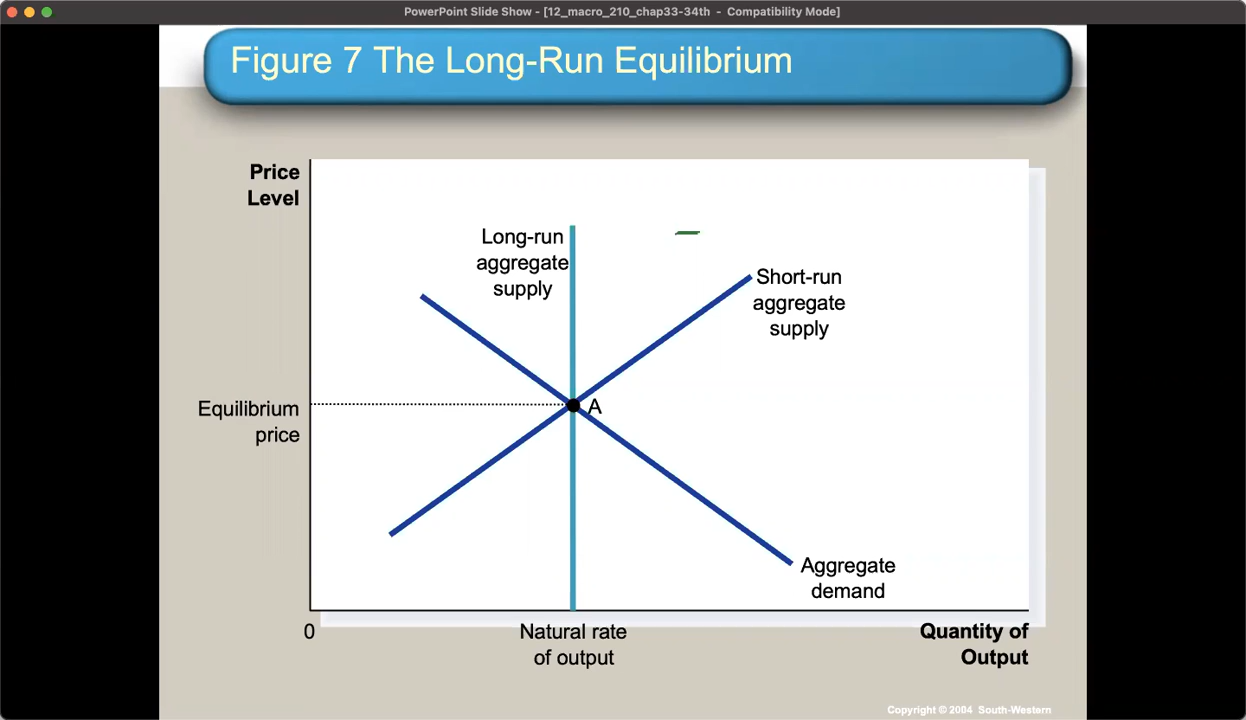 PowerPoint Slide Show - [12_macro_210_chap33-34th - Compatibility Mode]
Figure 7 The Long-Run Equilibrium
Price
Level
Long-run
aggregate
supply
Short-run
aggregate
supply
Equilibrium
price
A
Aggregate
demand
0
Natural rate
of output
Quantity of
Output
Copyright © 2004 South-Western